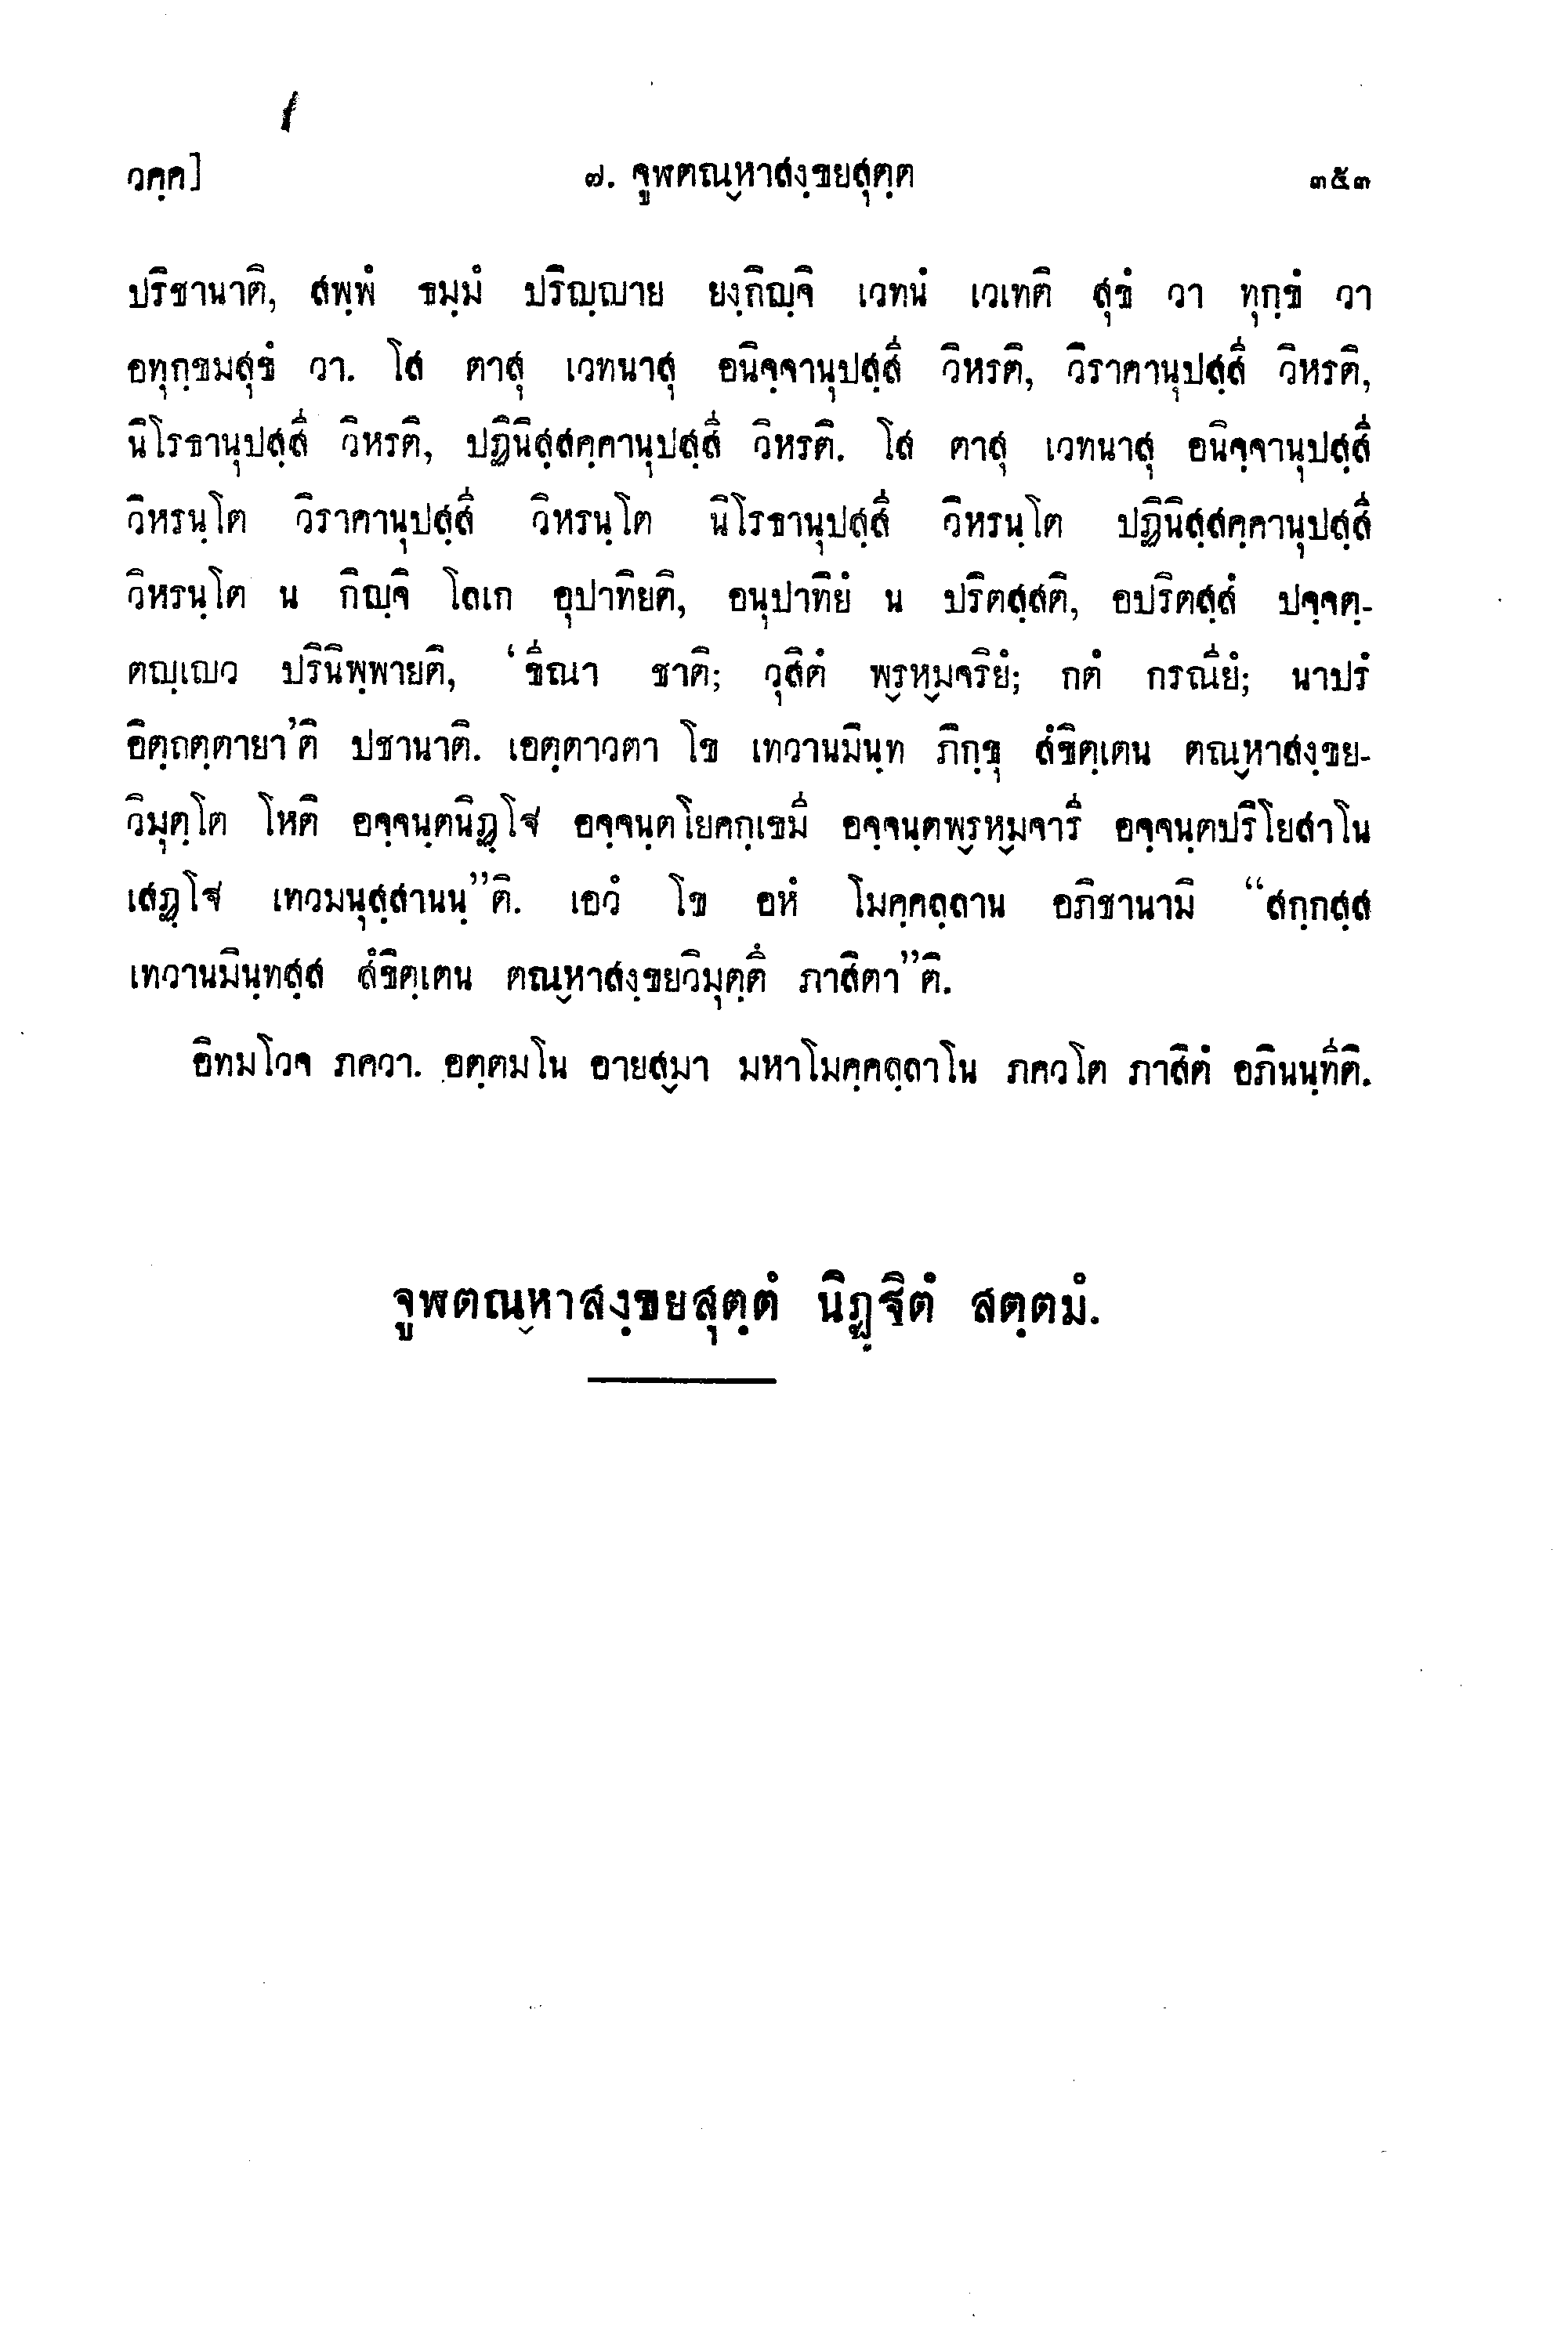 วคฺค]
๗. จูฬตณฺหาสงฺขยสุตฺต
๓๕๓
ปริชานาติ, สพฺพํ ธมฺมํ ปริญฺญาย ยงฺกิญฺจิ เวทนํ เวเทติ สุขํ วา ทุกฺขํ วา
อทุกฺขมสุขํ วา. โส ตาสุ เวทนาสุ อนิจฺจานุปสฺสี วิหรติ, วิราคานุปสฺสี วิหรติ,
นิโรธานุปสฺสี วิหรติ, ปฏินิสฺสคฺคานุปสฺสี วิหรติ. โส ตาสุ เวทนาสุ อนิจฺจานุปสฺสี
วิหรนฺโต วิราคานุปสฺสี วิหรนฺโต นิโรธานุปสฺสี วิหรนฺโต ปฏินิสฺสคฺคานุปสฺสี
วิหรนฺโต น กิญฺจิ โลเก อุปาทิยติ, อนุปาทิยํ น ปริตสฺสติ, อปริตสฺสํ ปจฺจตฺ-
ตญฺเญว ปรินิพฺพายติ, ‘ขีณา ชาติ; วุสิตํ พฺรหฺมจริยํ; กตํ กรณียํ; นาปรํ
อิตฺถตฺตายา’ติ ปชานาติ. เอตฺตาวตา โข เทวานมินฺท ภิกฺขุ สํขิตฺเตน ตณฺหาสงฺขย-
วิมุตฺโต โหติ อจฺจนฺตนิฏฺโฐ อจฺจนฺตโยคกฺเขมี อจฺจนฺตพฺรหฺมจารี อจฺจนฺตปริโยสาโน
เสฏฺโฐ เทวมนุสฺสานนฺ”ติ. เอวํ โข อหํ โมคฺคลฺลาน อภิชานามิ “สกฺกสฺส
เทวานมินฺทสฺส สํขิตฺเตน ตณฺหาสงฺขยวิมุตฺตึ ภาสิตา”ติ.
อิทมโวจ ภควา. อตฺตมโน อายสฺมา มหาโมคฺคลฺลาโน ภควโต ภาสิตํ อภินนฺทีติ.
จูฬตณฺหาสงฺขยสุตฺตํ นิฏฺฐิตํ สตฺตมํ.